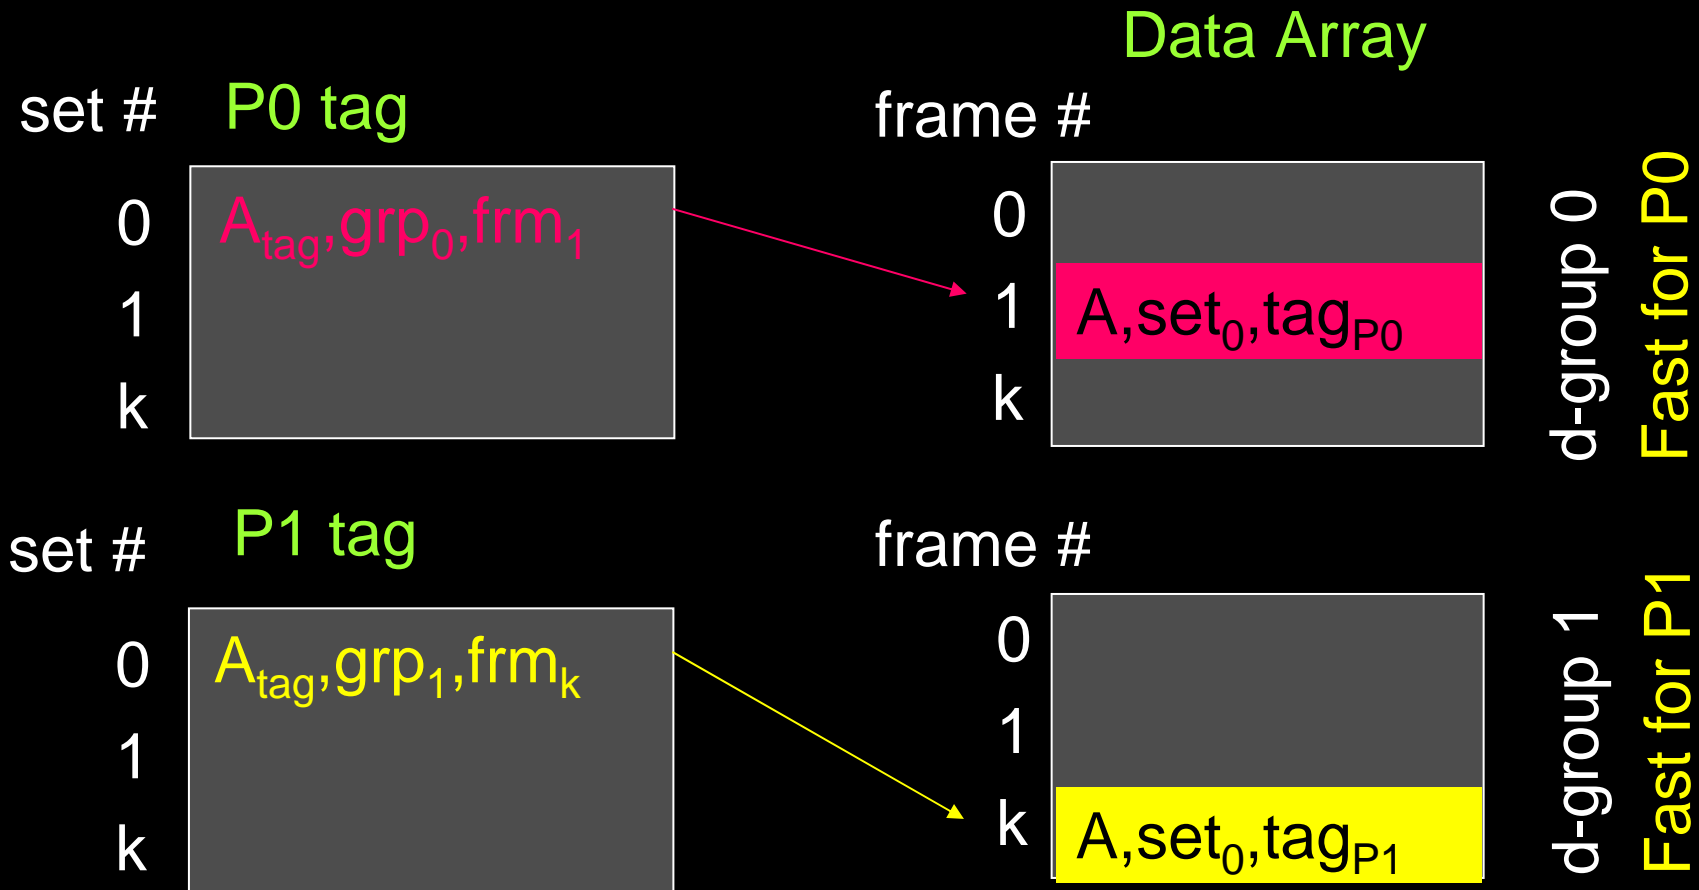 Data Array
set # P0 tag frame #
0 A_tag,grp_0,frm_1 0
1 1 A,set_0,tag_P0
k k
d-group 0
Fast for P0
set # P1 tag frame #
0 A_tag,grp_1,frm_k 0
1 1
k k A,set_0,tag_P1
d-group 1
Fast for P1